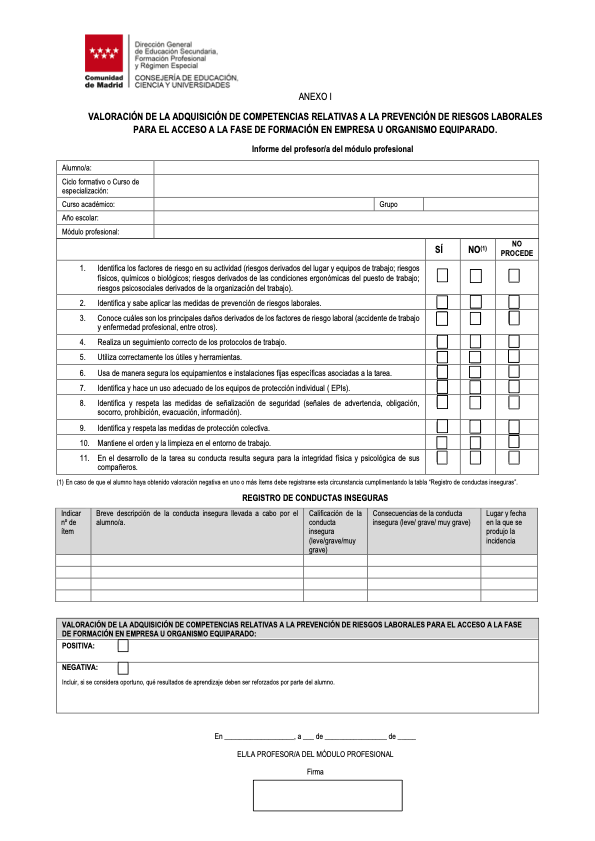 Dirección General
de Educación Secundaria,
Formación Profesional
y Régimen Especial
Comunidad
de Madrid
CONSEJERÍA DE EDUCACIÓN,
CIENCIA Y UNIVERSIDADES
ANEXO I
VALORACIÓN DE LA ADQUISICIÓN DE COMPETENCIAS RELATIVAS A LA PREVENCIÓN DE RIESGOS LABORALES
PARA EL ACCESO A LA FASE DE FORMACIÓN EN EMPRESA U ORGANISMO EQUIPARADO.
Informe del profesor/a del módulo profesional
Alumno/a:
Ciclo formativo o Curso de
especialización:
Curso académico:
Grupo
Año escolar:
Módulo profesional:
SÍ NO(1) NO
PROCEDE
1. Identifica los factores de riesgo en su actividad (riesgos derivados del lugar y equipos de trabajo; riesgos
físicos, químicos o biológicos; riesgos derivados de las condiciones ergonómicas del puesto de trabajo;
riesgos psicosociales derivados de la organización del trabajo).
2. Identifica y sabe aplicar las medidas de prevención de riesgos laborales.
3. Conoce cuáles son los principales daños derivados de los factores de riesgo laboral (accidente de trabajo
y enfermedad profesional, entre otros).
4. Realiza un seguimiento correcto de los protocolos de trabajo.
5. Utiliza correctamente los útiles y herramientas.
6. Usa de manera segura los equipamientos e instalaciones fijas específicas asociadas a la tarea.
7. Identifica y hace un uso adecuado de los equipos de protección individual ( EPIs).
8. Identifica y respeta las medidas de señalización de seguridad (señales de advertencia, obligación,
socorro, prohibición, evacuación, información).
9. Identifica y respeta las medidas de protección colectiva.
10. Mantiene el orden y la limpieza en el entorno de trabajo.
11. En el desarrollo de la tarea su conducta resulta segura para la integridad física y psicológica de sus
compañeros.
(1) En caso de que el alumno haya obtenido valoración negativa en uno o más ítems debe registrarse esta circunstancia cumplimentando la tabla “Registro de conductas inseguras”.
REGISTRO DE CONDUCTAS INSEGURAS
Indicar
nº de
ítem
Breve descripción de la conducta insegura llevada a cabo por el
alumno/a.
Calificación de la
conducta
insegura
(leve/grave/muy
grave)
Consecuencias de la conducta
insegura (leve/ grave/ muy grave)
Lugar y fecha
en la que se
produjo la
incidencia
VALORACIÓN DE LA ADQUISICIÓN DE COMPETENCIAS RELATIVAS A LA PREVENCIÓN DE RIESGOS LABORALES PARA EL ACCESO A LA FASE
DE FORMACIÓN EN EMPRESA U ORGANISMO EQUIPARADO:
POSITIVA:
NEGATIVA:
Incluir, si se considera oportuno, qué resultados de aprendizaje deben ser reforzados por parte del alumno.
En ___________________, a ___ de ________________ de _____
EL/LA PROFESOR/A DEL MÓDULO PROFESIONAL
Firma